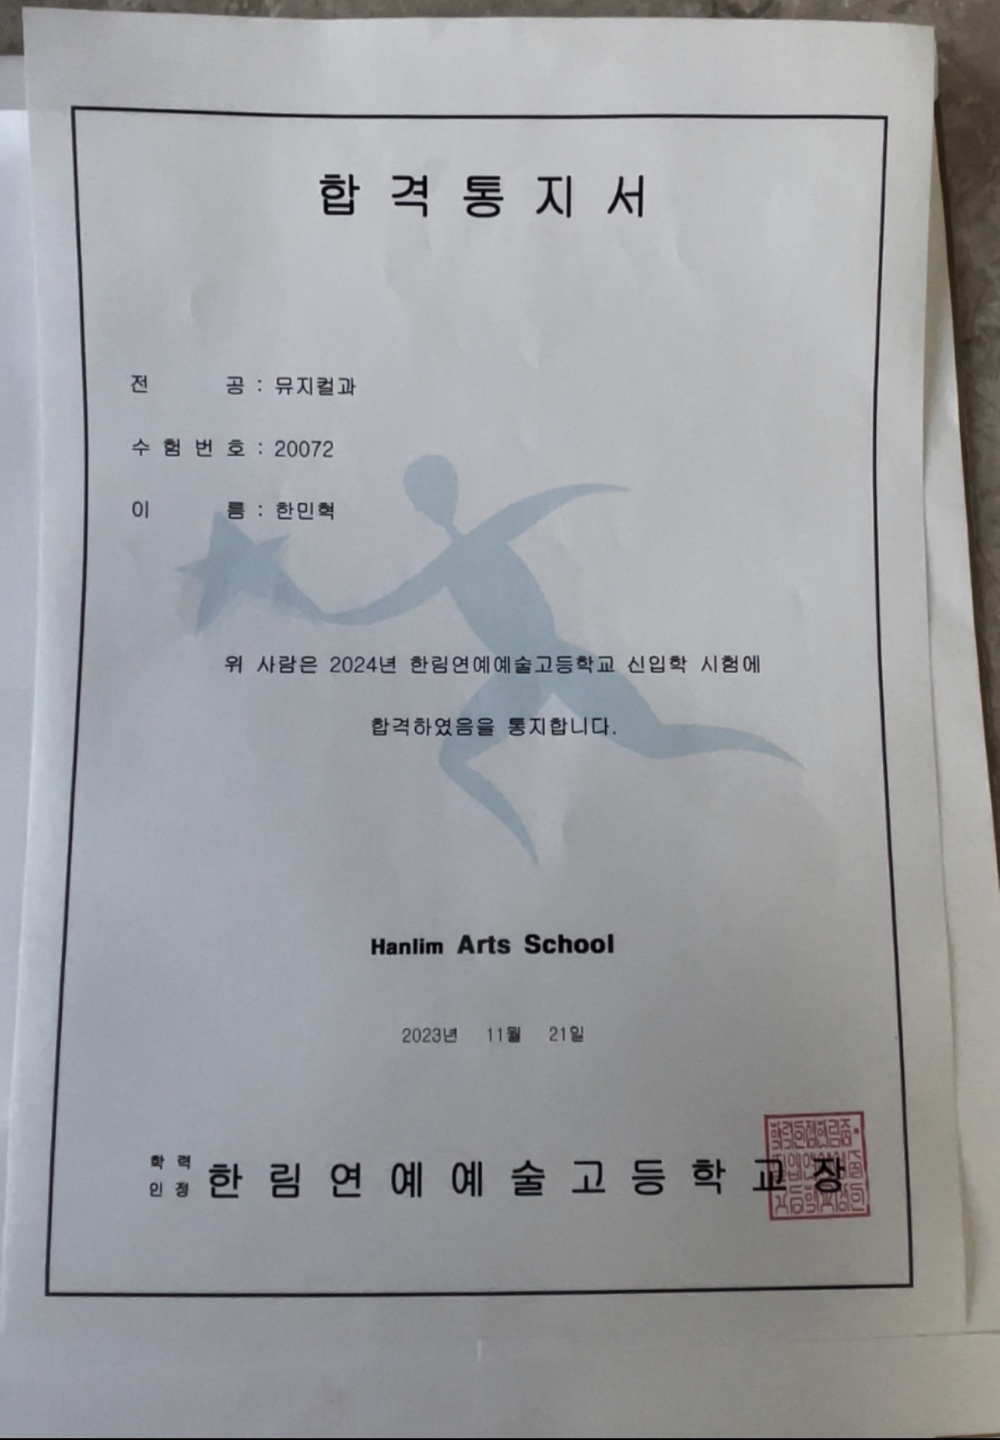 합격통지서
전 공 : 뮤지컬과
수험번호 : 20072
이 름 : 한민혁
위 사람은 2024년 한림연예예술고등학교 신입학 시험에
합격하였음을 통지합니다.
Hanlim Arts School
2023년 11월 21일
학력
인정 한림연예예술고등학교장